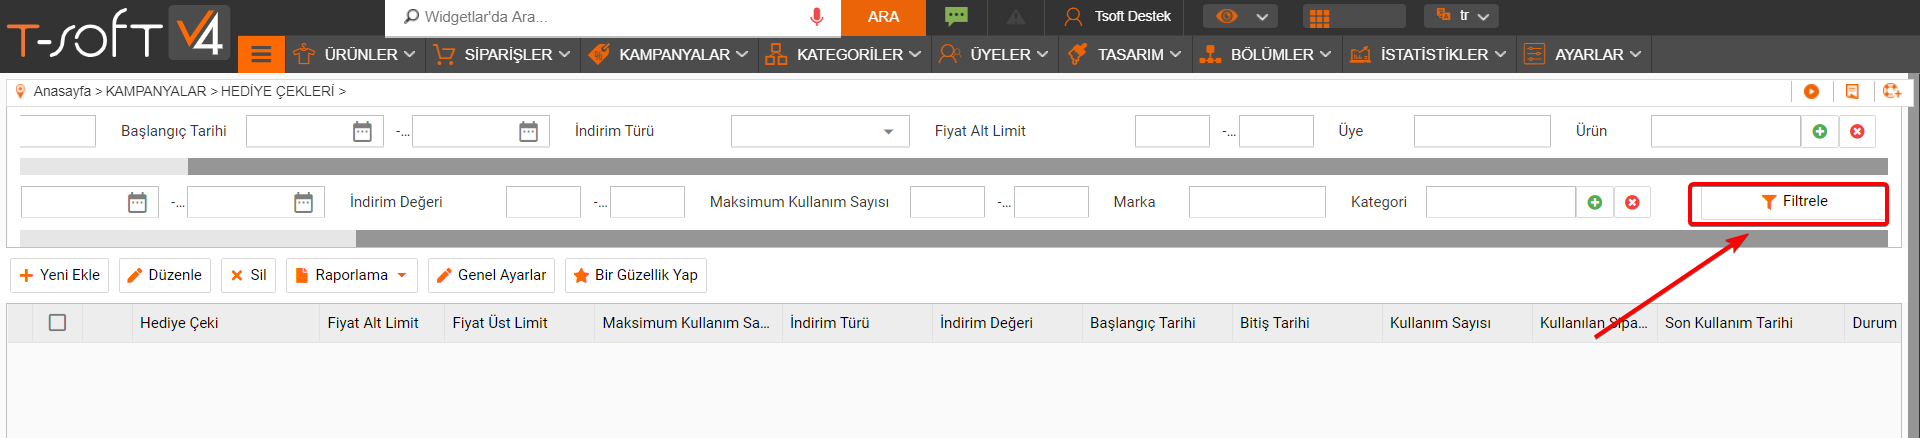 T-SOFT V4
Widgetlar'da Ara...
ARA
Tsoft Destek
tr
ÜRÜNLER
SİPARİŞLER
KAMPANYALAR
KATEGORİLER
ÜYELER
TASARIM
BÖLÜMLER
İSTATİSTİKLER
AYARLAR
Anasayfa > KAMPANYALAR > HEDİYE ÇEKLERİ >
Başlangıç Tarihi -... İndirim Türü Fiyat Alt Limit -... Üye Ürün
-... İndirim Değeri -... Maksimum Kullanım Sayısı -... Marka Kategori Filtrele
Yeni Ekle Düzenle Sil Raporlama Genel Ayarlar Bir Güzellik Yap
Hediye Çeki Fiyat Alt Limit Fiyat Üst Limit Maksimum Kullanım Sa... İndirim Türü İndirim Değeri Başlangıç Tarihi Bitiş Tarihi Kullanım Sayısı Kullanılan Sipa... Son Kullanım Tarihi Durum